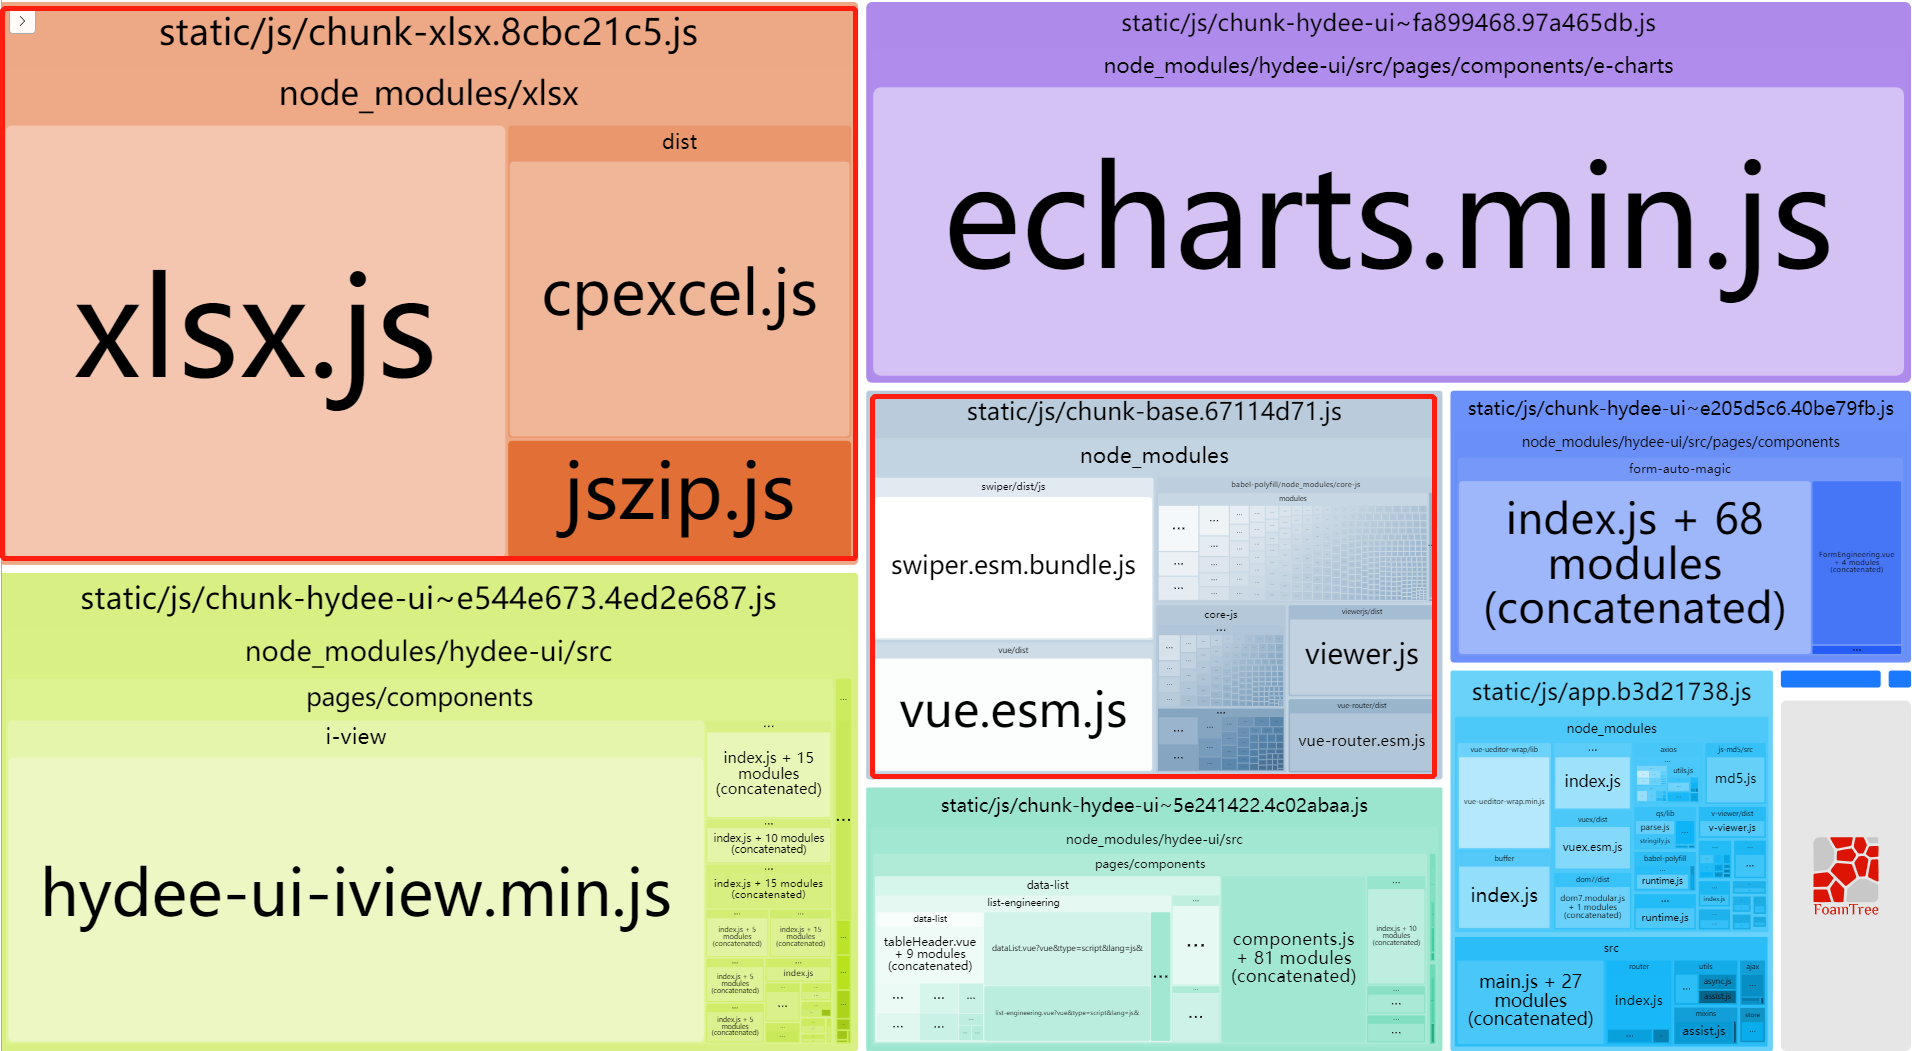 static/js/chunk-xlsx.8cbc21c5.js
node_modules/xlsx
xlsx.js
dist
cpexcel.js
jszip.js
static/js/chunk-hydee-ui~fa899468.97a465db.js
node_modules/hydee-ui/src/pages/components/e-charts
echarts.min.js
static/js/chunk-base.67114d71.js
node_modules
swiper/dist/js
swiper.esm.bundle.js
vue/dist
vue.esm.js
babel-polyfill/node_modules/core-js
modules
...
...
...
...
core-js
...
...
...
...
...
viewerjs/dist
viewer.js
vue-router/dist
vue-router.esm.js
static/js/chunk-hydee-ui~e205d5c6.40be79fb.js
node_modules/hydee-ui/src/pages/components
form-auto-magic
index.js + 68
modules
(concatenated)
FormEngineering.vue
+ 4 modules
(concatenated)
...
static/js/chunk-hydee-ui~e544e673.4ed2e687.js
node_modules/hydee-ui/src
pages/components
i-view
hydee-ui-iview.min.js
...
index.js + 15
modules
(concatenated)
...
index.js + 10 modules
(concatenated)
...
index.js + 15 modules
(concatenated)
...
index.js + 5
modules
(concatenated)
...
index.js + 15
modules
(concatenated)
...
index.js + 5
modules
(concatenated)
...
index.js
...
index.js + 5
modules
(concatenated)
...
...
static/js/chunk-hydee-ui~5e241422.4c02abaa.js
node_modules/hydee-ui/src
pages/components
data-list
list-engineering
data-list
tableHeader.vue
+ 9 modules
(concatenated)
...
...
...
...
...
dataList.vue?vue&type=script&lang=js&
list-engineering.vue?vue&type=script&lang=js&
...
...
...
...
...
components.js
+ 81 modules
(concatenated)
...
index.js + 10
modules
(concatenated)
...
...
...
static/js/app.b3d21738.js
node_modules
vue-ueditor-wrap/lib
vue-ueditor-wrap.min.js
buffer
index.js
...
index.js
vuex/dist
vuex.esm.js
dom7/dist
dom7.modular.js
+ 1 modules
(concatenated)
axios
...
utils.js
js-md5/src
md5.js
qs/lib
parse.js
stringify.js
...
v-viewer/dist
v-viewer.js
babel-polyfill
runtime.js
...
runtime.js
...
index.js
src
main.js + 27
modules
(concatenated)
router
index.js
...
utils
...
async.js
assist.js
mixins
assist.js
ajax
...
store
...
FoamTree